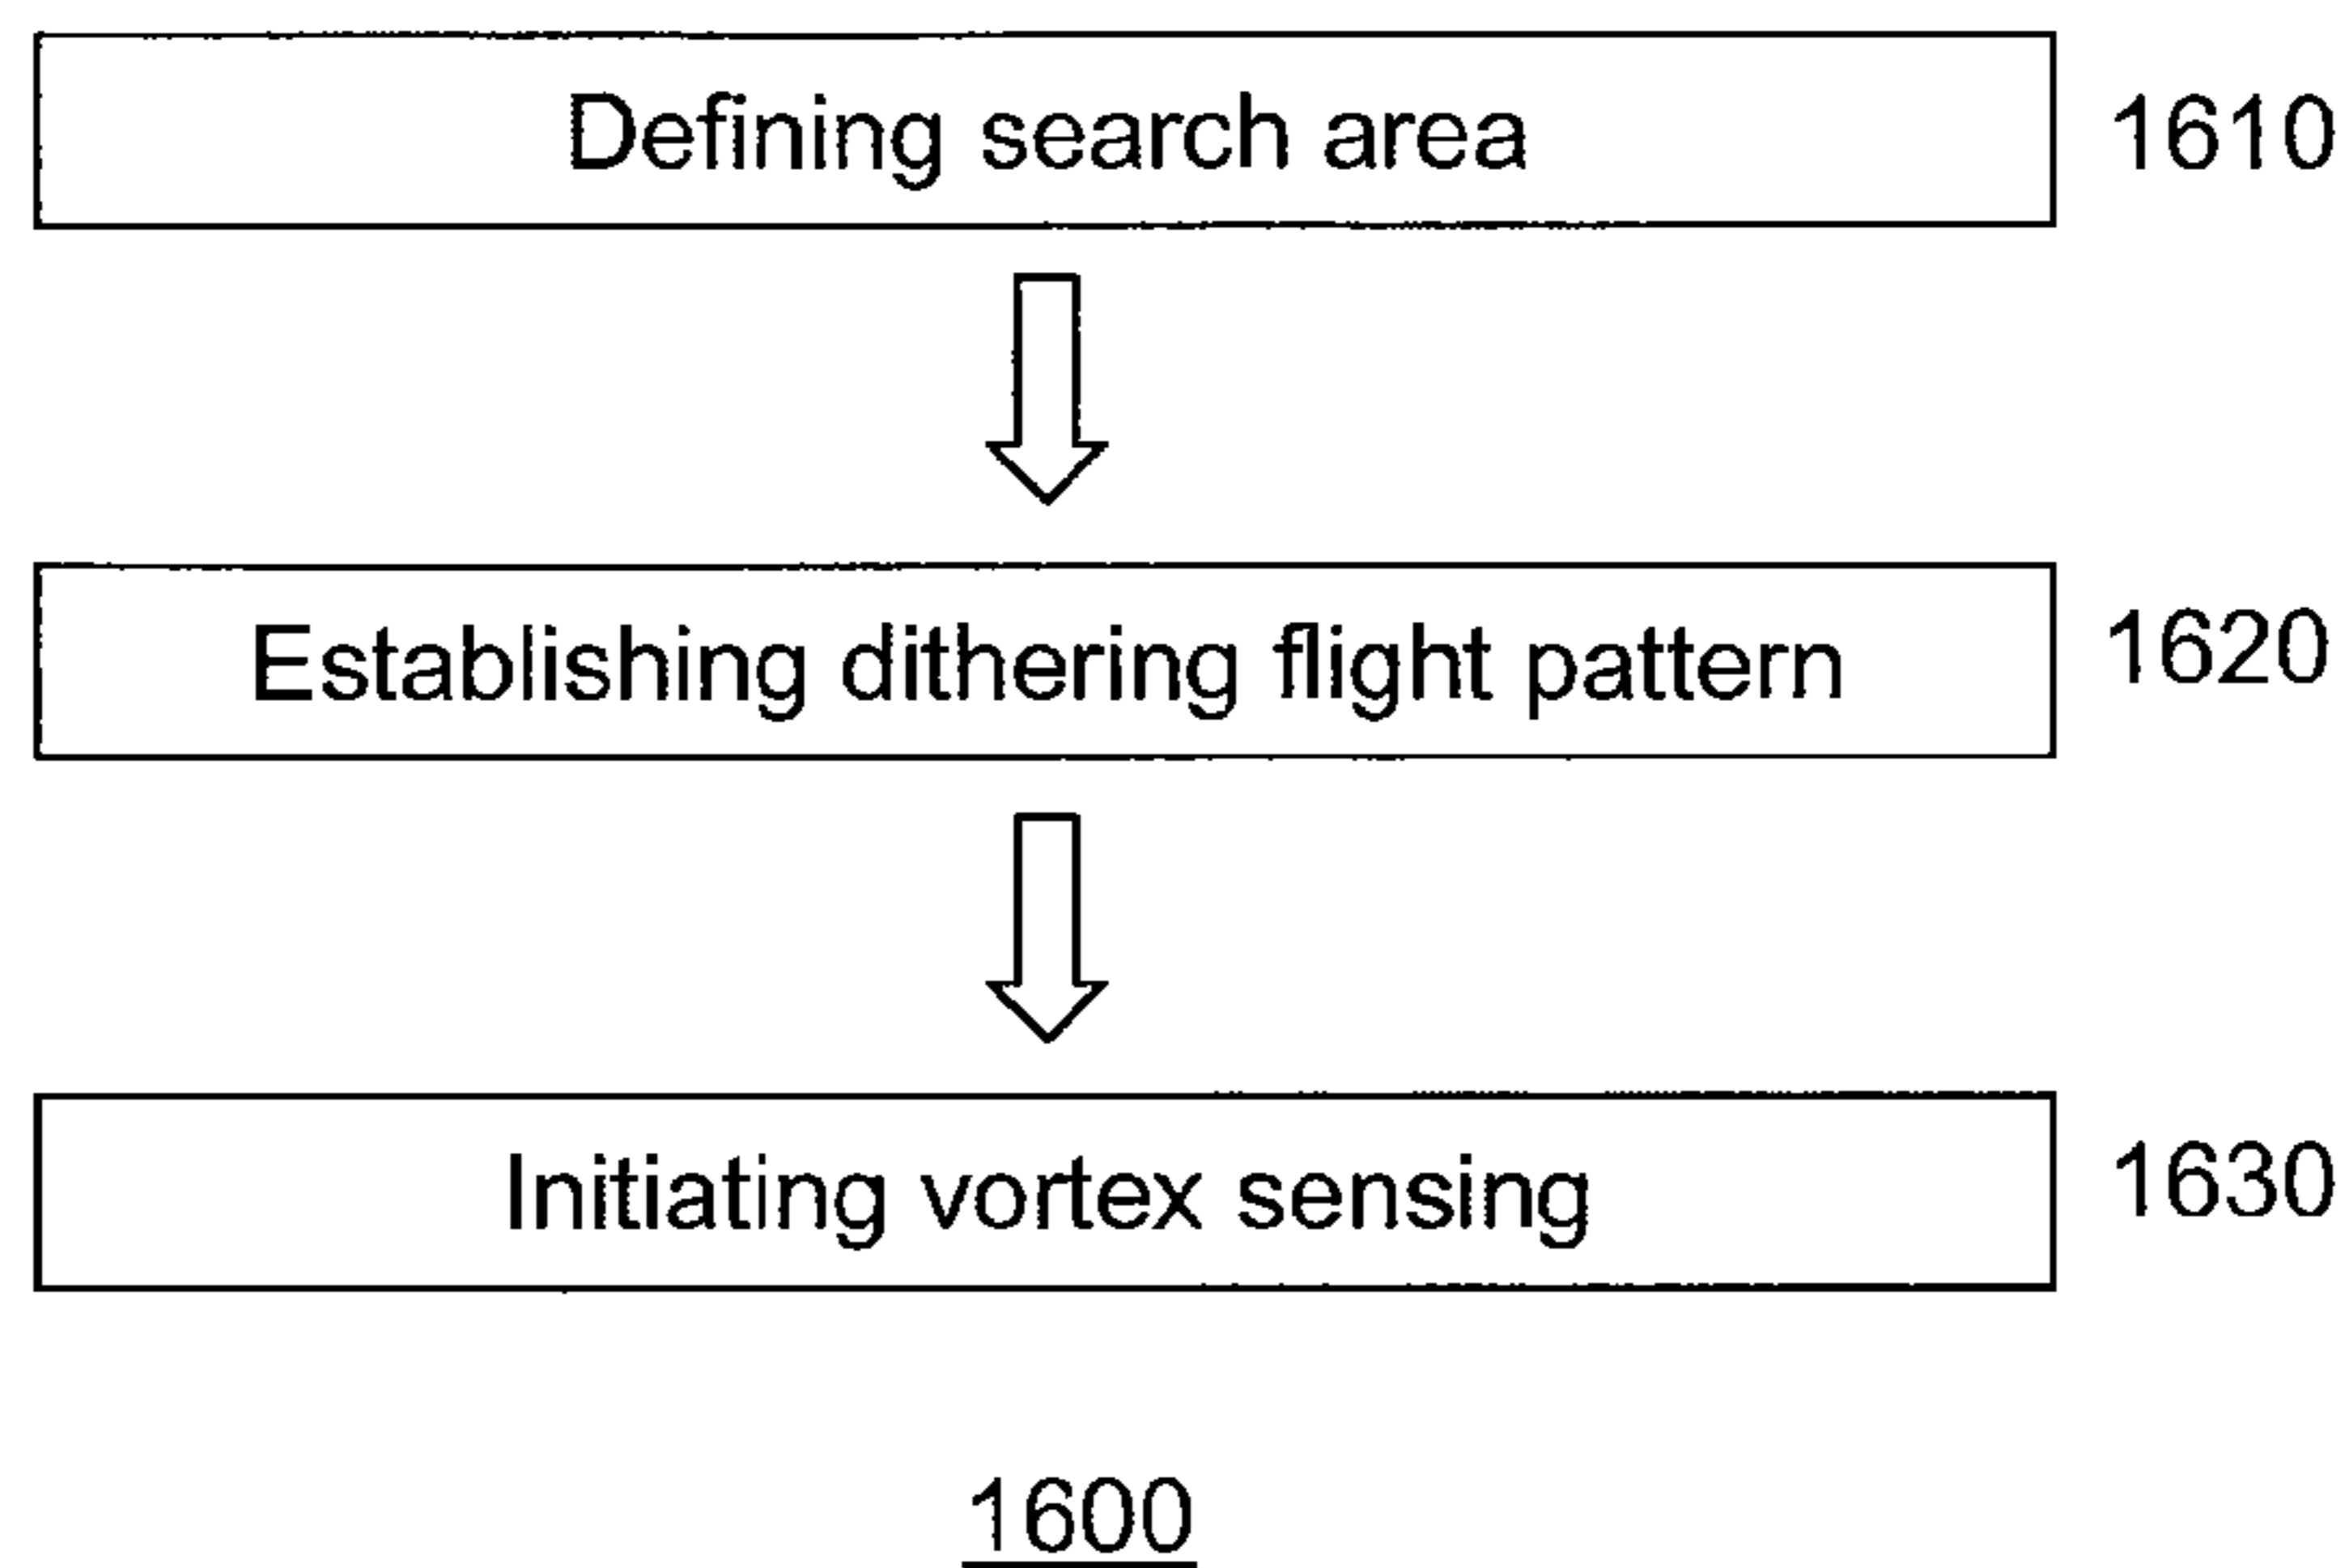 Defining search area 1610
Establishing dithering flight pattern 1620
Initiating vortex sensing 1630
1600